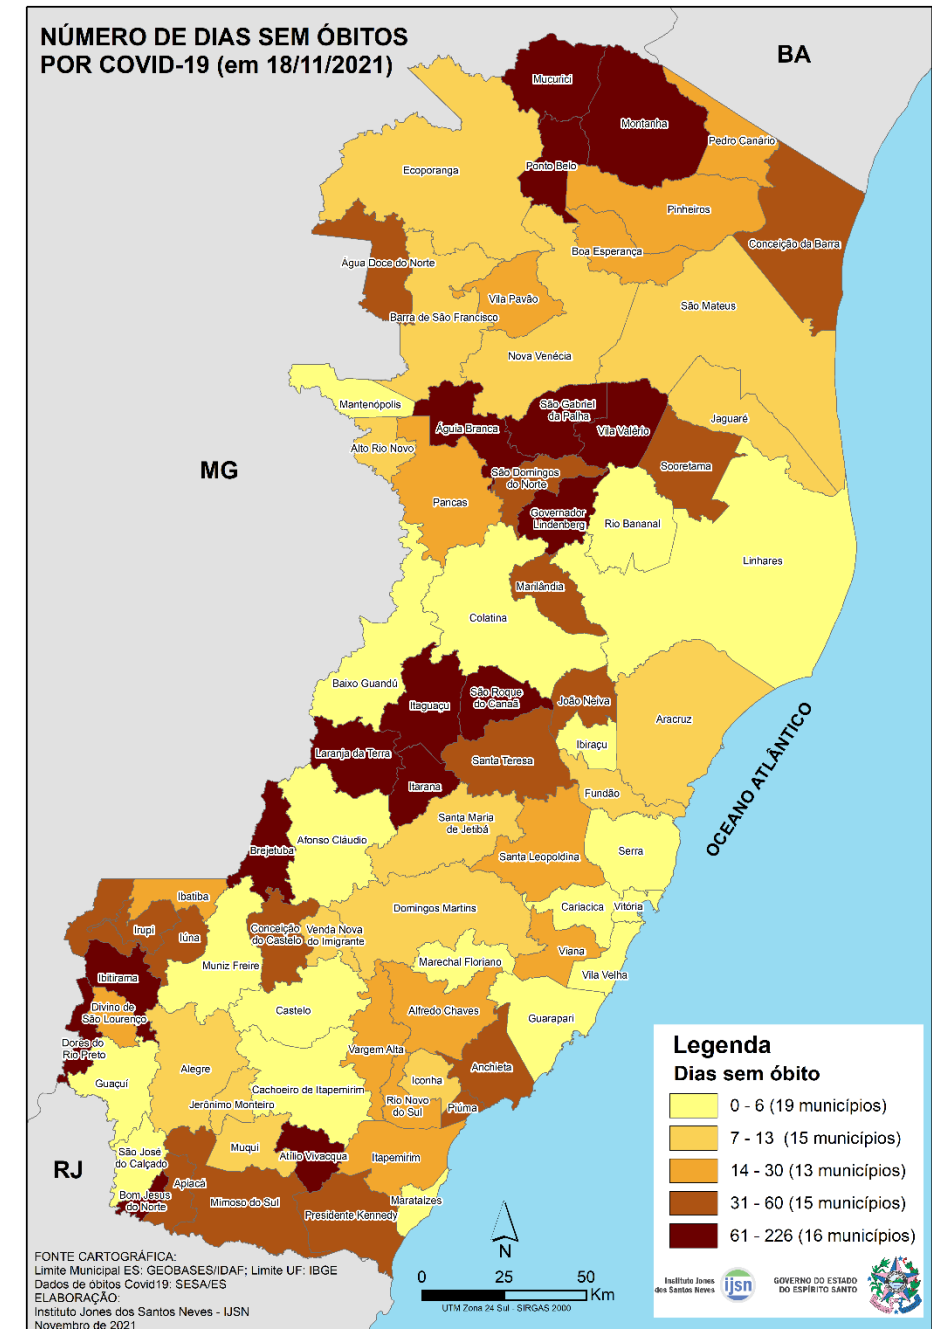 NÚMERO DE DIAS SEM ÓBITOS
POR COVID-19 (em 18/11/2021)
BA
Mucurici
Montanha
Pedro Canário
Ponto Belo
Ecoporanga
Pinheiros
Conceição da Barra
Boa Esperança
Água Doce do Norte
Vila Pavão
São Mateus
Barra de São Francisco
Nova Venécia
Mantenópolis
São Gabriel
da Palha
Jaguaré
Águia Branca
Vila Valério
Alto Rio Novo
MG
Sooretama
São Domingos
do Norte
Pancas
Governador
Lindenberg
Rio Bananal
Linhares
Marilândia
Colatina
Baixo Guandú
Itaguaçu
São Roque
do Canaã
João Neiva
Aracruz
Laranja da Terra
Santa Teresa
Ibiraçu
Itarana
Fundão
OCEANO ATLÂNTICO
Santa Maria
de Jetibá
Afonso Cláudio
Brejetuba
Santa Leopoldina
Serra
Ibatiba
Domingos Martins
Cariacica
Vitória
Irupi
Iúna
Conceição
do Castelo
Venda Nova
do Imigrante
Viana
Muniz Freire
Marechal Floriano
Vila Velha
Ibitirama
Divino de
São Lourenço
Castelo
Alfredo Chaves
Guarapari
Dores do
Rio Preto
Vargem Alta
Anchieta
Guaçuí
Alegre
Iconha
Cachoeiro de Itapemirim
Jerônimo Monteiro
Rio Novo
do Sul
Piúma
São José
do Calçado
Muqui
Atílio Vivacqua
Itapemirim
RJ
Apiacá
Bom Jesus
do Norte
Mimoso do Sul
Presidente Kennedy
Marataízes
Legenda
Dias sem óbito
0 - 6 (19 municípios)
7 - 13 (15 municípios)
14 - 30 (13 municípios)
31 - 60 (15 municípios)
61 - 226 (16 municípios)
N
0 25 50
Km
UTM Zona 24 Sul - SIRGAS 2000
FONTE CARTOGRÁFICA:
Limite Municipal ES: GEOBASES/IDAF; Limite UF: IBGE
Dados de óbitos Covid19: SESA/ES
ELABORAÇÃO:
Instituto Jones dos Santos Neves - IJSN
Novembro de 2021
Instituto Jones
dos Santos Neves
ijsn
GOVERNO DO ESTADO
DO ESPÍRITO SANTO